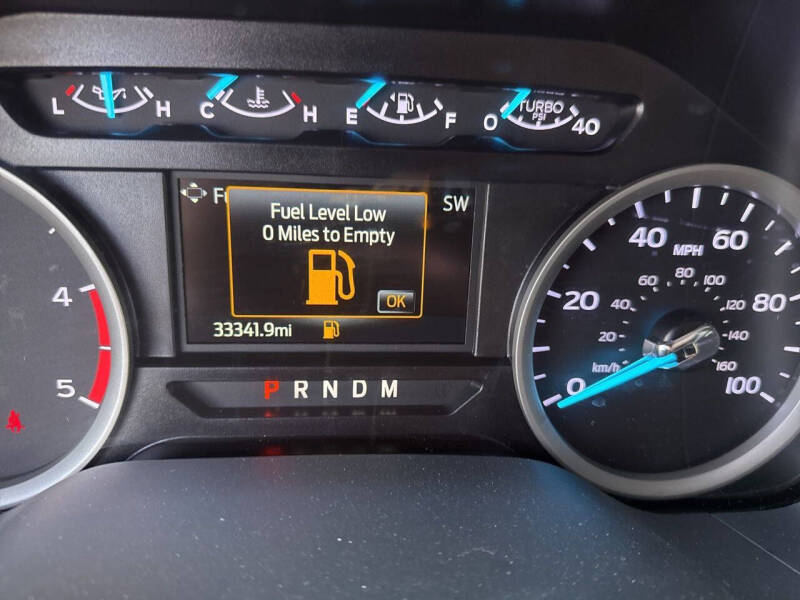 L H C H E F 0 TURBO PSI 40
SW
Fuel Level Low
0 Miles to Empty
OK
33341.9mi
4
5
P R N D M
0 20 40 60 80 100
MPH
20 40 60 80 100 120 140 160
km/h